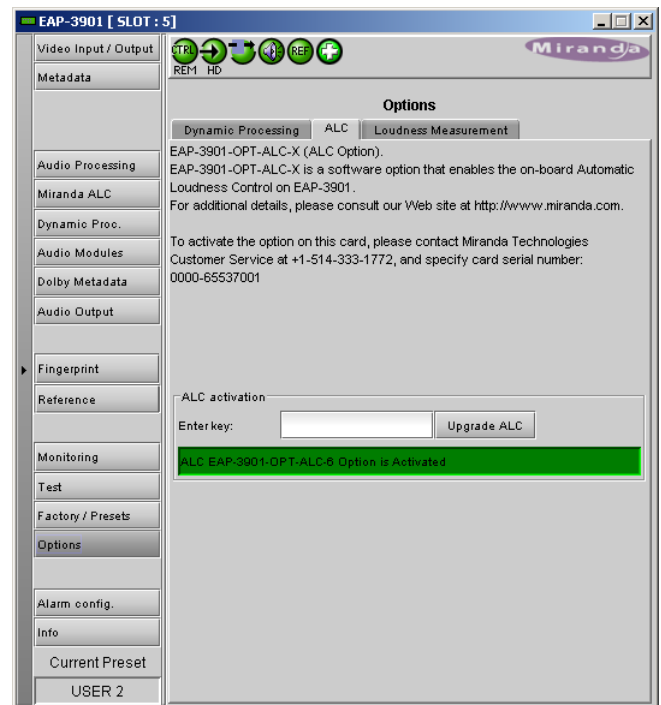 EAP-3901 [ SLOT : 5]
Video Input / Output
Metadata
Audio Processing
Miranda ALC
Dynamic Proc.
Audio Modules
Dolby Metadata
Audio Output
Fingerprint
Reference
Monitoring
Test
Factory / Presets
Options
Alarm config.
Info
Current Preset
USER 2
CTRL
REF
REM HD
Miranda
Options
Dynamic Processing ALC Loudness Measurement
EAP-3901-OPT-ALC-X (ALC Option).
EAP-3901-OPT-ALC-X is a software option that enables the on-board Automatic
Loudness Control on EAP-3901.
For additional details, please consult our Web site at http://www.miranda.com.
To activate the option on this card, please contact Miranda Technologies
Customer Service at +1-514-333-1772, and specify card serial number:
0000-65537001
ALC activation
Enter key:
Upgrade ALC
ALC EAP-3901-OPT-ALC-6 Option is Activated